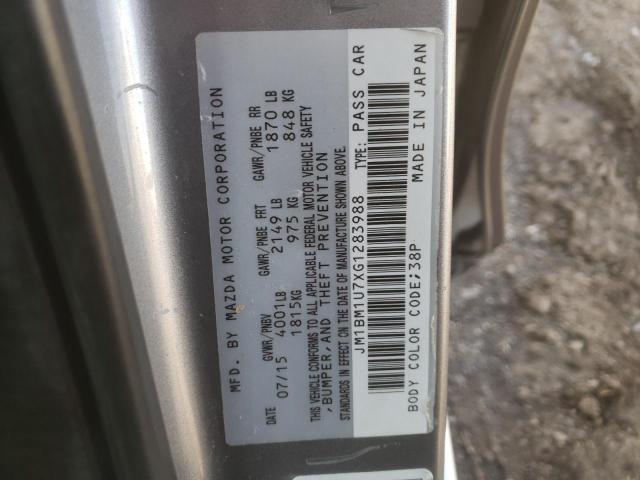 MFD. BY MAZDA MOTOR CORPORATION
DATE GVWR/PNBV GAWR/PNBE FRT GAWR/PNBE RR
07/15 4001LB 2149 LB 1870 LB
1815KG 975 KG 848 KG
THIS VEHICLE CONFORMS TO ALL APPLICABLE FEDERAL MOTOR VEHICLE SAFETY
,BUMPER,AND THEFT PREVENTION
STANDARDS IN EFFECT ON THE DATE OF MANUFACTURE SHOWN ABOVE.
JM1BM1U7XG1283988 TYPE: PASS CAR
BODY COLOR CODE;38P MADE IN JAPAN